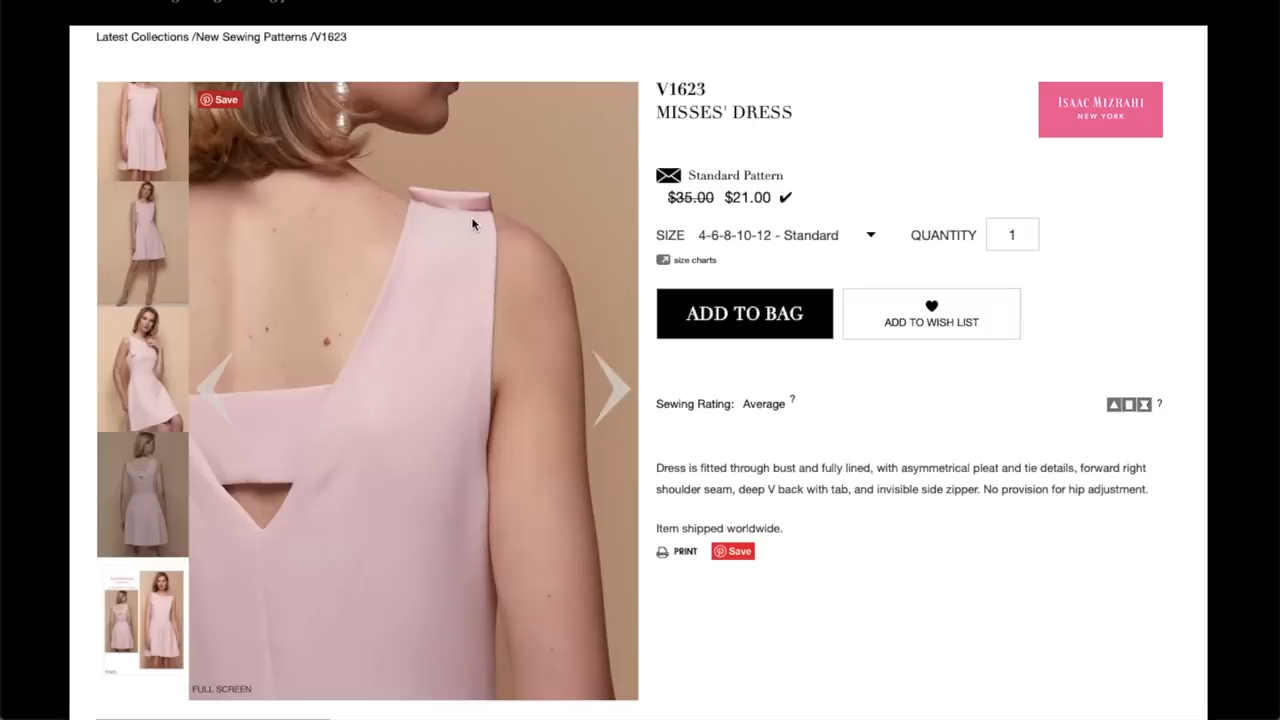 Latest Collections /New Sewing Patterns /V1623
Save
V1623
MISSES' DRESS
ISAAC MIZRAHI
NEW YORK
Standard Pattern
$35.00 $21.00 ✔
SIZE 4-6-8-10-12 - Standard QUANTITY 1
size charts
ADD TO BAG
ADD TO WISH LIST
Sewing Rating: Average ?
?
Dress is fitted through bust and fully lined, with asymmetrical pleat and tie details, forward right
shoulder seam, deep V back with tab, and invisible side zipper. No provision for hip adjustment.
Item shipped worldwide.
PRINT Save
FULL SCREEN